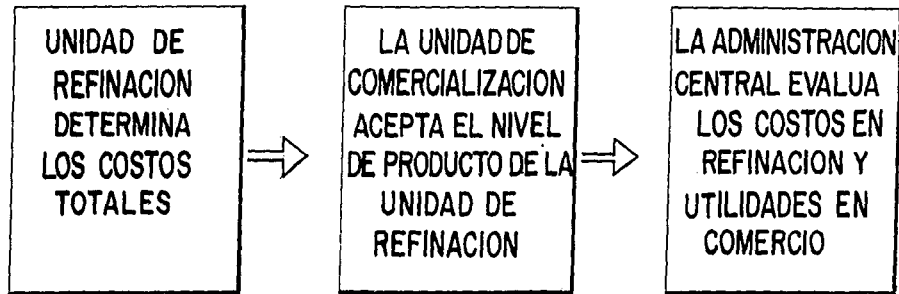 UNIDAD DE
REFINACION
DETERMINA
LOS COSTOS
TOTALES
LA UNIDAD DE
COMERCIALIZACION
ACEPTA EL NIVEL
DE PRODUCTO DE LA
UNIDAD DE
REFINACION
LA ADMINISTRACION
CENTRAL EVALUA
LOS COSTOS EN
REFINACION Y
UTILIDADES EN
COMERCIO